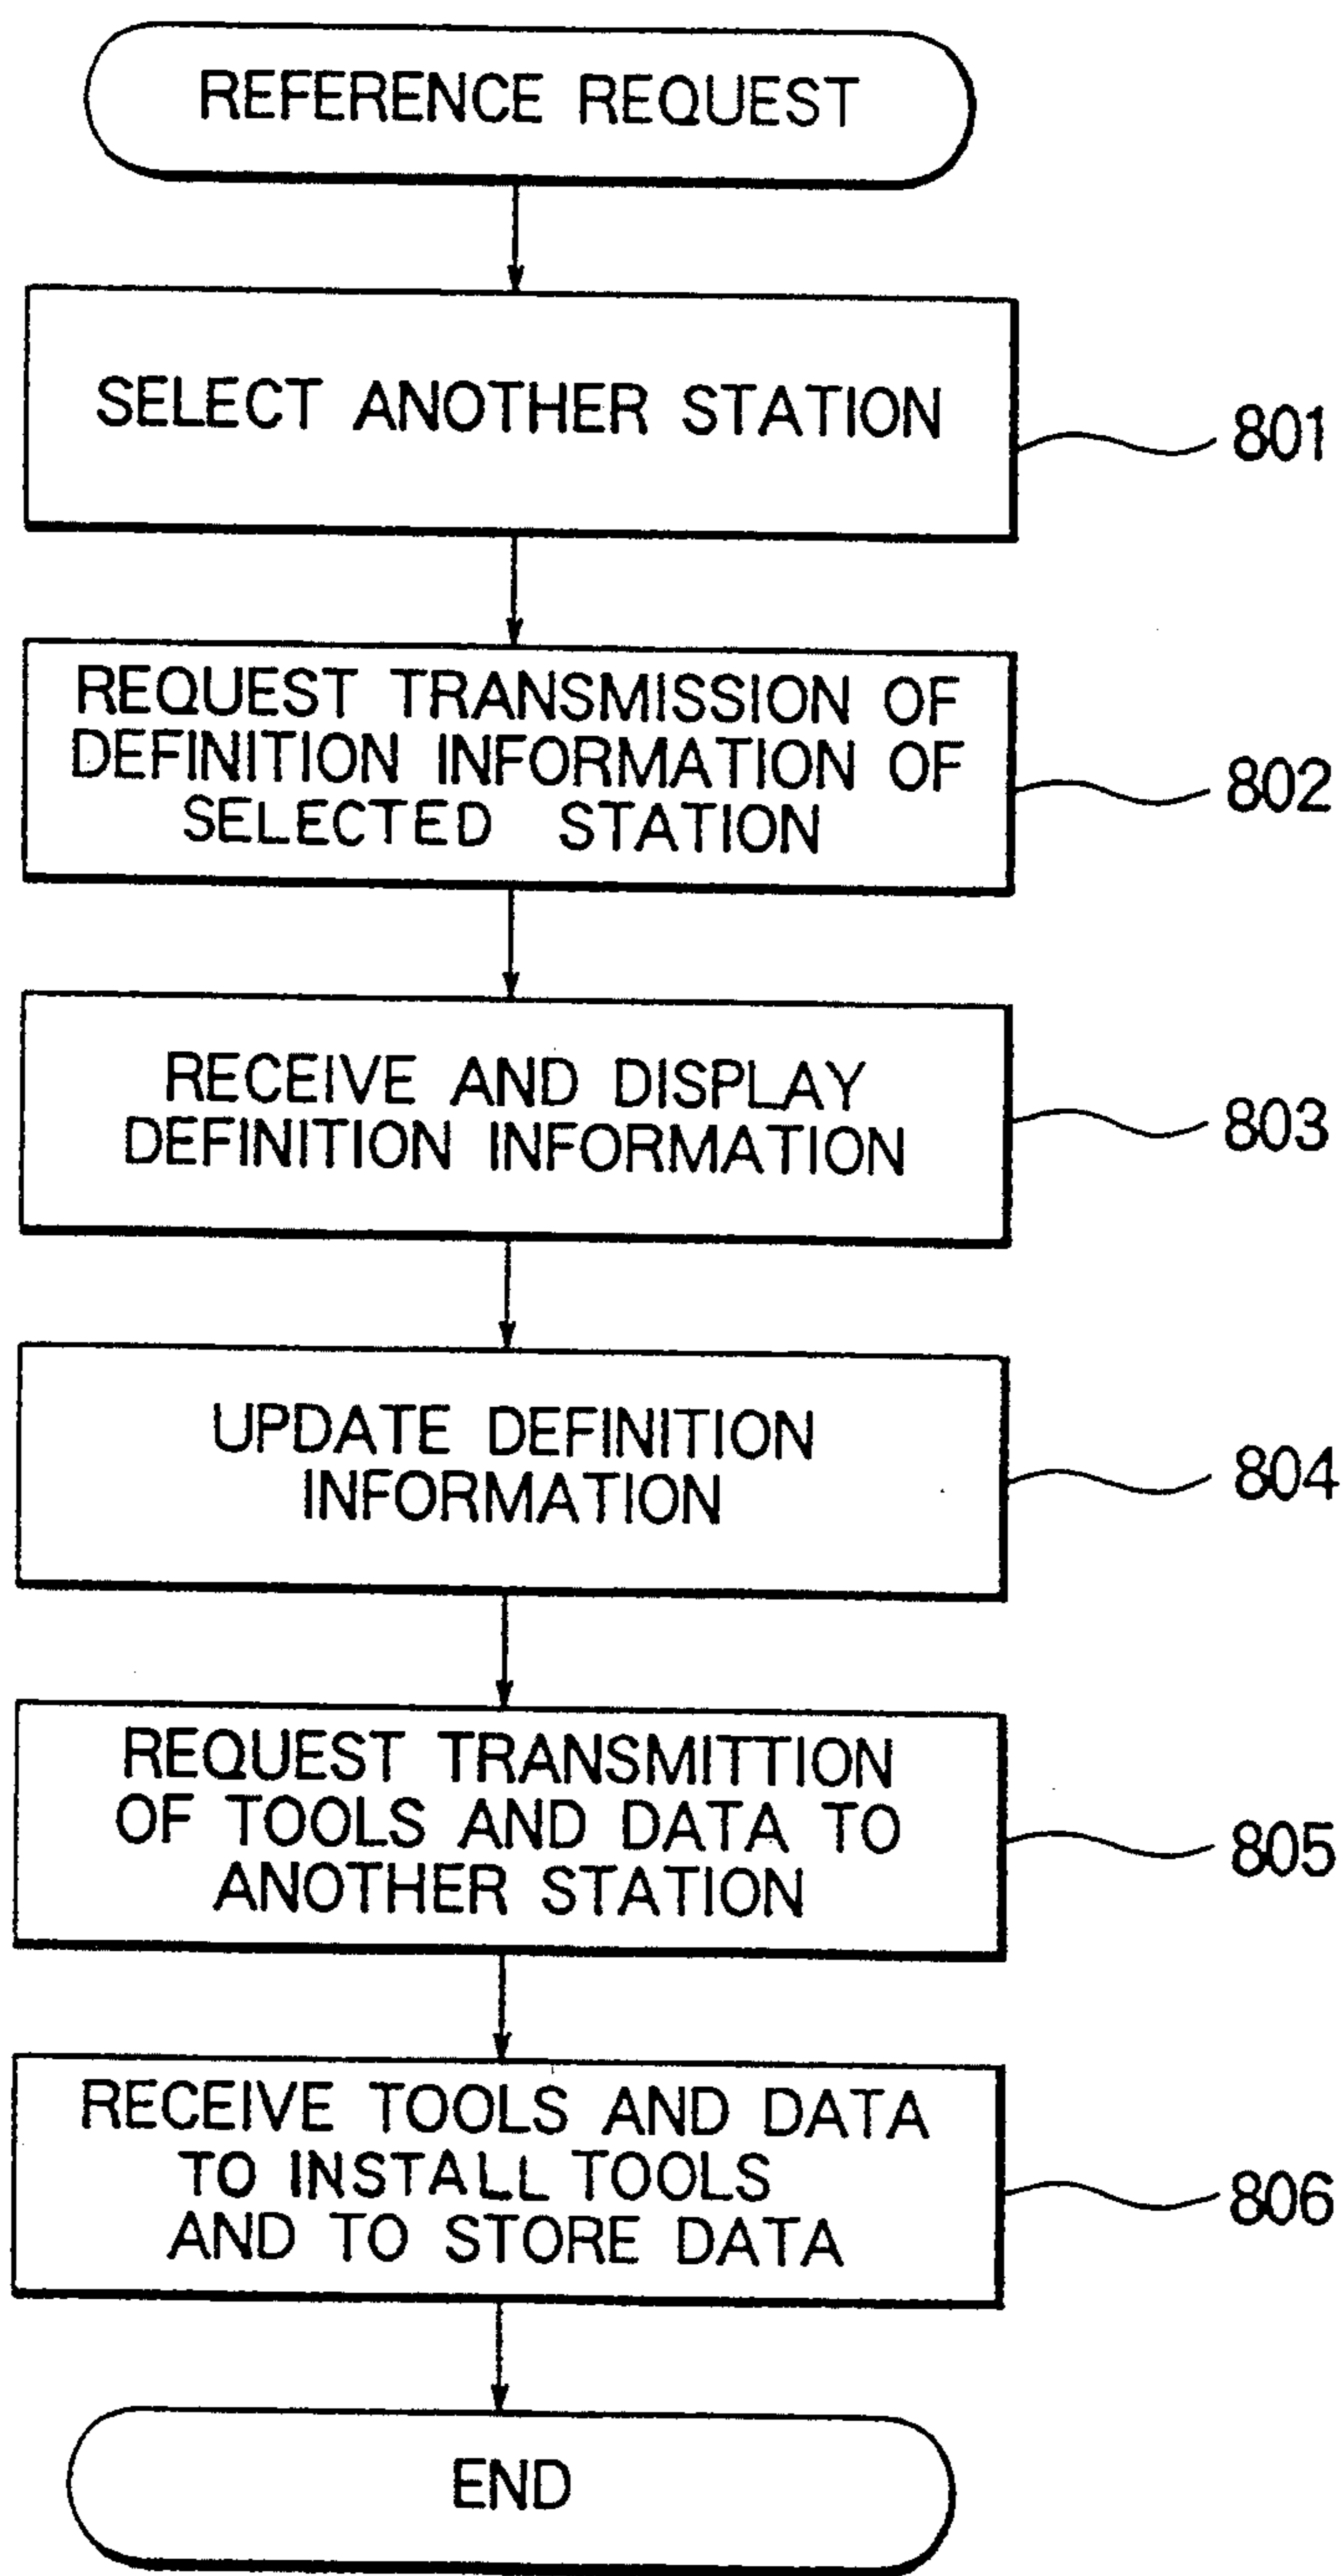 REFERENCE REQUEST
SELECT ANOTHER STATION
801
REQUEST TRANSMISSION OF
DEFINITION INFORMATION OF
SELECTED STATION
802
RECEIVE AND DISPLAY
DEFINITION INFORMATION
803
UPDATE DEFINITION
INFORMATION
804
REQUEST TRANSMITTION
OF TOOLS AND DATA TO
ANOTHER STATION
805
RECEIVE TOOLS AND DATA
TO INSTALL TOOLS
AND TO STORE DATA
806
END